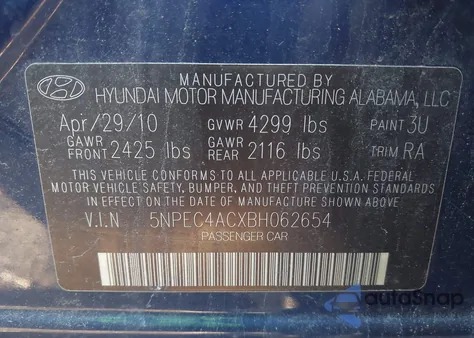 MANUFACTURED BY
HYUNDAI MOTOR MANUFACTURING ALABAMA, LLC
Apr/29/10 GVWR 4299 lbs PAINT 3U
GAWR FRONT 2425 lbs GAWR REAR 2116 lbs TRIM RA
THIS VEHICLE CONFORMS TO ALL APPLICABLE U.S.A. FEDERAL
MOTOR VEHICLE SAFETY, BUMPER, AND THEFT PREVENTION STANDARDS
IN EFFECT ON THE DATE OF MANUFACTURE SHOWN ABOVE.
V.I.N 5NPEC4ACXBH062654
PASSENGER CAR
autoSnap